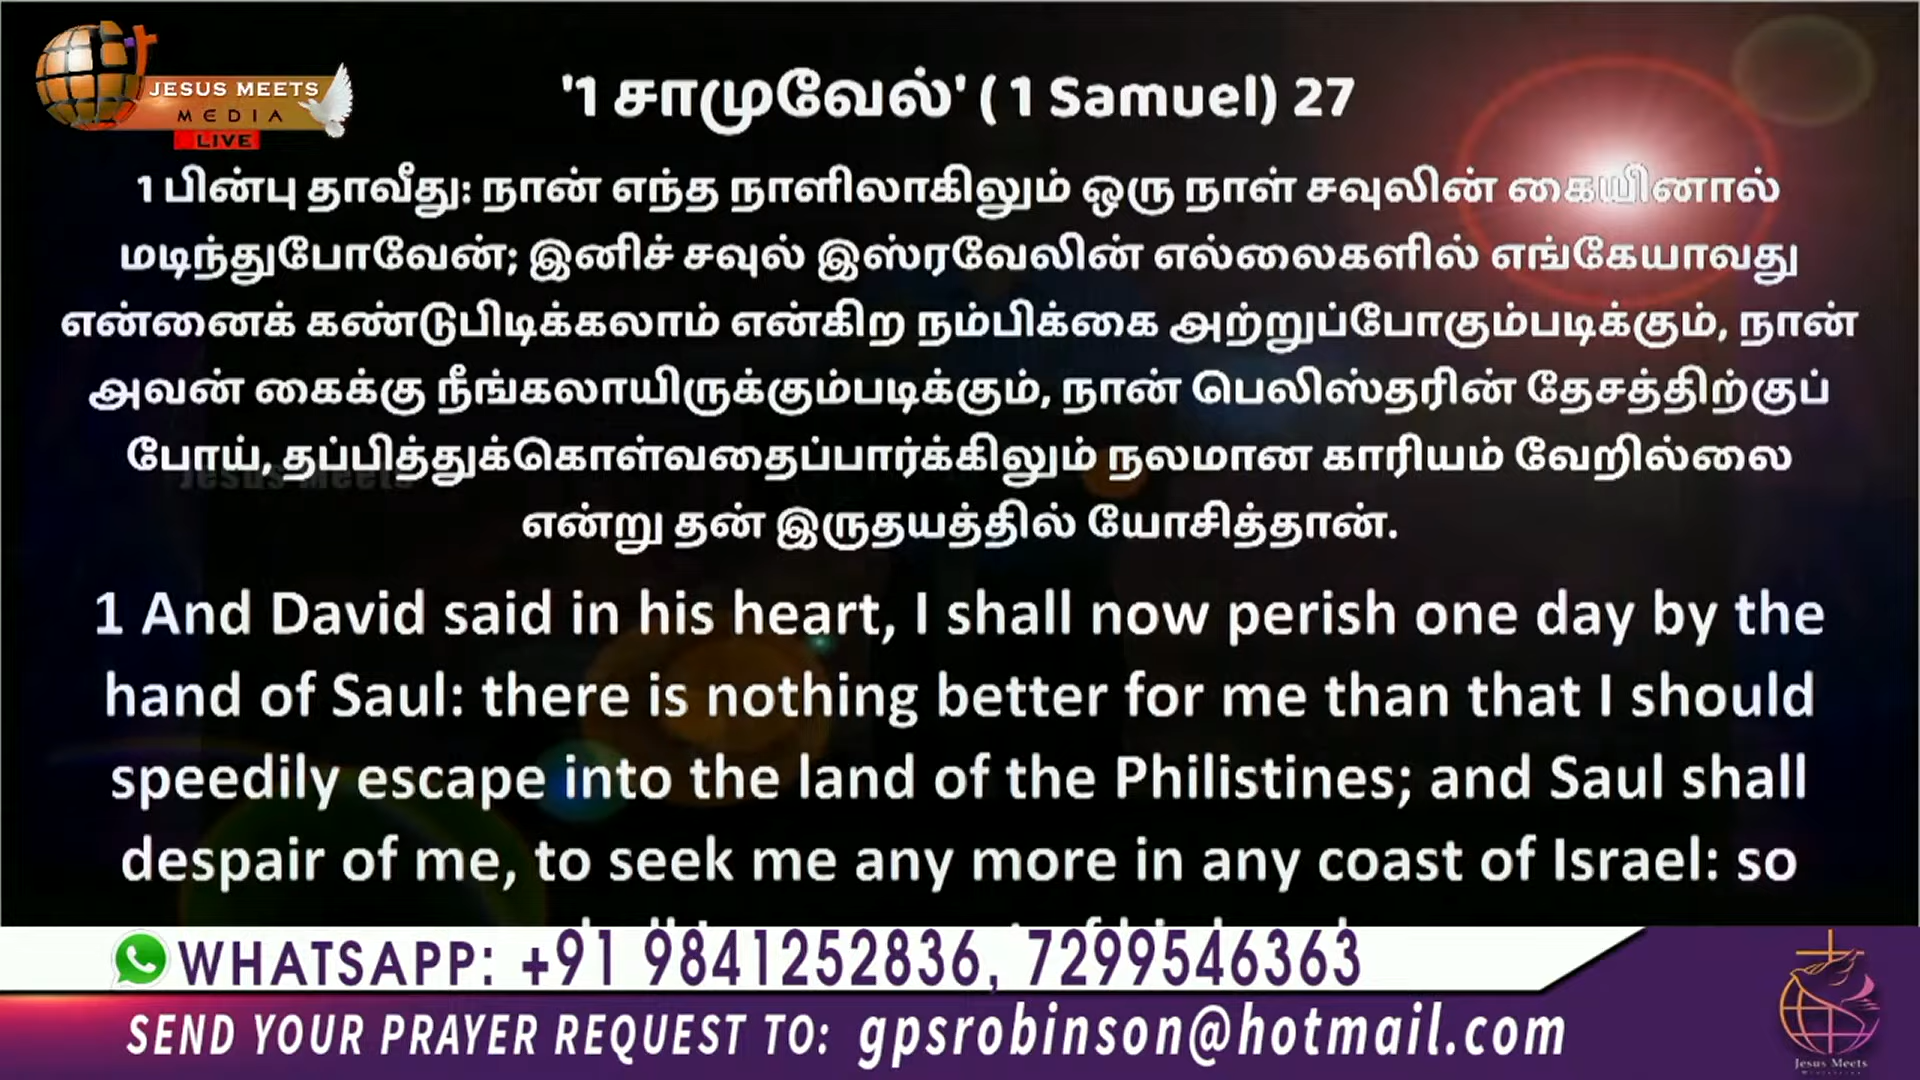 JESUS MEETS
MEDIA
LIVE
'1 சாமுவேல்' ( 1 Samuel) 27
1 பின்பு தாவீது: நான் எந்த நாளிலாகிலும் ஒரு நாள் சவுலின் கையினால்
மடிந்துபோவேன்; இனிச் சவுல் இஸ்ரவேலின் எல்லைகளில் எங்கேயாவது
என்னைக் கண்டுபிடிக்கலாம் என்கிற நம்பிக்கை அற்றுப்போகும்படிக்கும், நான்
அவன் கைக்கு நீங்கலாயிருக்கும்படிக்கும், நான் பெலிஸ்தரின் தேசத்திற்குப்
போய், தப்பித்துக்கொள்வதைப்பார்க்கிலும் நலமான காரியம் வேறில்லை
என்று தன் இருதயத்தில் யோசித்தான்.
Jesus Meets
1 And David said in his heart, I shall now perish one day by the
hand of Saul: there is nothing better for me than that I should
speedily escape into the land of the Philistines; and Saul shall
despair of me, to seek me any more in any coast of Israel: so
WHATSAPP: +91 9841252836, 7299546363
SEND YOUR PRAYER REQUEST TO: gpsrobinson@hotmail.com
Jesus Meets